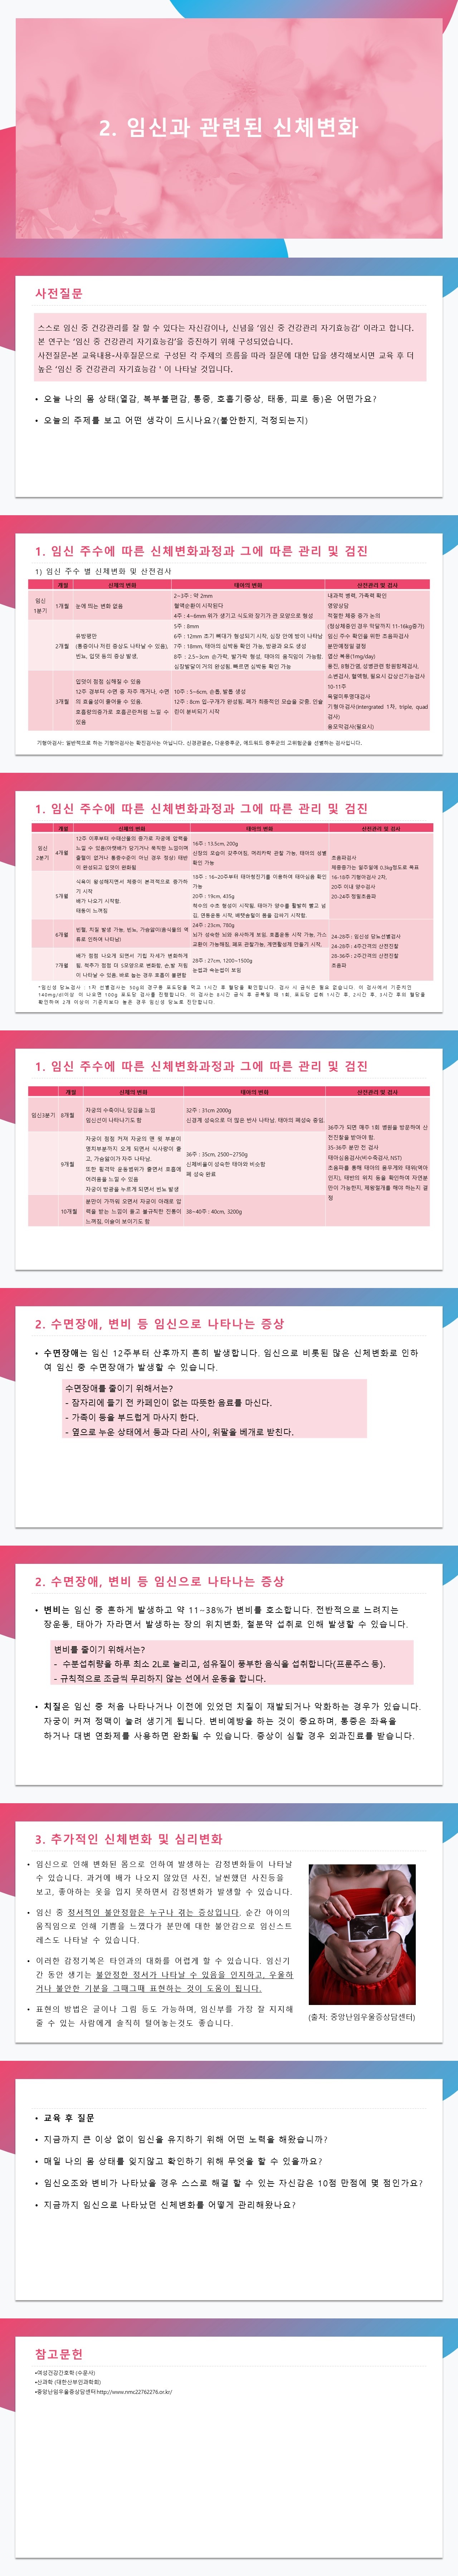 2. 임신과 관련된 신체변화
사전질문
스스로 임신 중 건강관리를 잘 할 수 있다는 자신감이나, 신념을 ‘임신 중 건강관리 자기효능감’ 이라고 합니다.
본 연구는 ‘임신 중 건강관리 자기효능감’을 증진하기 위해 구성되었습니다.
사전질문-본 교육내용-사후질문으로 구성된 각 주제의 흐름을 따라 질문에 대한 답을 생각해보시면 교육 후 더
높은 ‘임신 중 건강관리 자기효능감 ‘ 이 나타날 것입니다.
• 오늘 나의 몸 상태(열감, 복부불편감, 통증, 호흡기증상, 태동, 피로 등)은 어떤가요?
• 오늘의 주제를 보고 어떤 생각이 드시나요?(불안한지, 걱정되는지)
1. 임신 주수에 따른 신체변화과정과 그에 따른 관리 및 검진
1) 임신 주수 별 신체변화 및 산전검사
개월 신체의 변화 태아의 변화 산전관리 및 검사
임신
1분기
1개월 눈에 띄는 변화 없음
2~3주 : 약 2mm
혈액순환이 시작된다
4주 : 4~6mm 위가 생기고 식도와 장기가 관 모양으로 형성
2개월
유방팽만
(통증이나 저린 증상도 나타날 수 있음),
빈뇨, 입덧 등의 증상 발생.
5주 : 8mm
6주 : 12mm 초기 뼈대가 형성되기 시작, 심장 안에 방이 나타남
7주 : 18mm, 태아의 심박동 확인 가능, 방광과 요도 생성
8주 : 2.5~3cm 손가락, 발가락 형성, 태아의 움직임이 가능함,
심장발달이 거의 완성됨, 빠르면 심박동 확인 가능
3개월
입덧이 점점 심해질 수 있음
12주 경부터 수면 중 자주 깨거나, 수면
의 효율성이 줄어들 수 있음.
호흡량의증가로 호흡곤란처럼 느낄 수
있음
10주 : 5~6cm, 손톱, 발톱 생성
12주 : 8cm 입-구개가 완성됨, 폐가 최종적인 모습을 갖춤, 인슐
린이 분비되기 시작
내과적 병력, 가족력 확인
영양상담
적절한 체중 증가 논의
(정상체중인 경우 막달까지 11-16kg증가)
임신 주수 확인을 위한 초음파검사
분만예정일 결정
엽산 복용(1mg/day)
풍진, B형간염, 성병관련 항원항체검사,
소변검사, 혈액형, 필요시 갑상선기능검사
10-11주
목덜미투명대검사
기형아검사(Intergrated 1차, triple, quad
검사)
융모막검사(필요시)
기형아검사: 일반적으로 하는 기형아검사는 확진검사는 아닙니다. 신경관결손, 다운증후군, 에드워드 증후군의 고위험군을 선별하는 검사입니다.
1. 임신 주수에 따른 신체변화과정과 그에 따른 관리 및 검진
개월 신체의 변화 태아의 변화 산전관리 및 검사
임신
2분기
4개월
느낄 수 있음(아랫배가 당기거나 묵직한 느낌이며
출혈이 없거나 통증수준이 아닌 경우 정상) 태반
이 완성되고 입덧이 완화됨
16주 : 13.5cm, 200g
신장의 모습이 갖추어짐, 머리카락 관찰 가능, 태아의 성별
확인 가능
5개월
식욕이 왕성해지면서 체중이 본격적으로 증가하
기 시작
배가 나오기 시작함.
태동이 느껴짐
18주 : 16~20주부터 태아청진기를 이용하여 태아심음 확인
가능
20주 : 19cm, 435g
척수의 수초 형성이 시작됨, 태아가 양수를 활발히 빨고 넘
김, 연동운동 시작, 배냇솜털이 몸을 감싸기 시작함.
초음파검사
체중증가는 일주일에 0.5kg정도로 목표
16-18주 기형아검사 2차,
20주 이내 양수검사
20-24주 정밀초음파
6개월
빈혈, 치질 발생 가능, 빈뇨, 가슴앓이(음식물의 역
류로 인하여 나타남)
24주 : 23cm, 780g
뇌가 성숙한 뇌와 유사하게 보임, 호흡운동 시작 가능, 가스
교환이 가능해짐, 폐포 관찰가능, 계면활성제 만들기 시작.
7개월
배가 점점 나오게 되면서 기립 자세가 변화하게
됨. 척추가 점점 더 S모양으로 변화함, 손,발 저림
이 나타날 수 있음, 바로 눕는 경우 호흡이 불편함
28주 : 27cm, 1200~1500g
눈썹과 속눈썹이 보임
24-28주 : 임신성 당뇨선별검사
24-28주 : 4주간격의 산전진찰
28-36주 : 2주간격의 산전진찰
초음파
*임신성 당뇨검사 : 1차 선별검사는 50g의 경구용 포도당을 먹고 1시간 후 혈당을 확인합니다. 검사 시 금식은 필요 없습니다. 이 검사에서 기준치인
140mg/dl이상 이 나오면 100g 포도당 검사를 진행합니다. 이 검사는 8시간 금식 후 공복일 때 1회, 포도당 섭취 1시간 후, 2시간 후, 3시간 후의 혈당을
확인하여 2개 이상이 기준치보다 높은 경우 임신성 당뇨로 진단합니다.
1. 임신 주수에 따른 신체변화과정과 그에 따른 관리 및 검진
개월 신체의 변화 태아의 변화 산전관리 및 검사
임신3분기 8개월
자궁의 수축이나, 당김을 느낌
임신선이 나타나기도 함
32주 : 31cm 2000g
신경계 성숙으로 더 많은 반사 나타남, 태아의 폐성숙 중임.
9개월
자궁이 점점 커져 자궁의 맨 윗 부분이
명치부분까지 오게 되면서 식사량이 줄
고, 가슴앓이가 자주 나타남.
또한 횡격막 운동범위가 줄면서 호흡에
어려움을 느낄 수 있음
자궁이 방광을 누르게 되면서 빈뇨 발생
36주 : 35cm, 2500~2750g
신체비율이 성숙한 태아와 비슷함
폐 성숙 완료
10개월
분만이 가까워 오면서 자궁이 아래로 압
력을 받는 느낌이 들고 불규칙한 진통이
느껴짐, 이슬이 보이기도 함
38~40주 : 40cm, 3200g
36주가 되면 매주 1회 병원을 방문하여 산
전진찰을 받아야 함.
35-36주 분만 전 검사
태아심음검사(비수축검사, NST)
초음파를 통해 태아의 몸무게와 태위(역아
인지), 태반의 위치 등을 확인하여 자연분
만이 가능한지, 제왕절개를 해야 하는지 결
정
2. 수면장애, 변비 등 임신으로 나타나는 증상
• 수면장애는 임신 12주부터 산후까지 흔히 발생합니다. 임신으로 비롯된 많은 신체변화로 인하
여 임신 중 수면장애가 발생할 수 있습니다.
수면장애를 줄이기 위해서는?
- 잠자리에 들기 전 카페인이 없는 따뜻한 음료를 마신다.
- 가족이 등을 부드럽게 마사지 한다.
- 옆으로 누운 상태에서 등과 다리 사이, 위팔을 베개로 받친다.
2. 수면장애, 변비 등 임신으로 나타나는 증상
• 변비는 임신 중 흔하게 발생하고 약 11~38%가 변비를 호소합니다. 전반적으로 느려지는
장운동, 태아가 자라면서 발생하는 장의 위치변화, 철분약 섭취로 인해 발생할 수 있습니다.
변비를 줄이기 위해서는?
- 수분섭취량을 하루 최소 2L로 늘리고, 섬유질이 풍부한 음식을 섭취합니다(프룬주스 등).
- 규칙적으로 조금씩 무리하지 않는 선에서 운동을 합니다.
• 치질은 임신 중 처음 나타나거나 이전에 있었던 치질이 재발되거나 악화하는 경우가 있습니다.
자궁이 커져 정맥이 눌려 생기게 됩니다. 변비예방을 하는 것이 중요하며, 통증은 좌욕을
하거나 대변 연화제를 사용하면 완화될 수 있습니다. 증상이 심할 경우 외과진료를 받습니다.
3. 추가적인 신체변화 및 심리변화
• 임신으로 인해 변화된 몸으로 인하여 발생하는 감정변화들이 나타날
수 있습니다. 과거에 배가 나오지 않았던 사진, 날씬했던 사진등을
보고, 좋아하는 옷을 입지 못하면서 감정변화가 발생할 수 있습니다.
• 임신 중 정서적인 불안정함은 누구나 겪는 증상입니다. 순간 아이의
움직임으로 인해 기쁨을 느꼈다가 분만에 대한 불안감으로 임신스트
레스도 나타날 수 있습니다.
• 이러한 감정기복은 타인과의 대화를 어렵게 할 수 있습니다. 임신기
간 동안 생기는 불안정한 정서가 나타날 수 있음을 인지하고, 우울하
거나 불안한 기분을 그때그때 표현하는 것이 도움이 됩니다.
• 표현의 방법은 글이나 그림 등도 가능하며, 임신부를 가장 잘 지지해
줄 수 있는 사람에게 솔직히 털어놓는것도 좋습니다.
(출처: 중앙난임우울증상담센터)
• 교육 후 질문
• 지금까지 큰 이상 없이 임신을 유지하기 위해 어떤 노력을 해왔습니까?
• 매일 나의 몸 상태를 잊지않고 확인하기 위해 무엇을 할 수 있을까요?
• 임신오조와 변비가 나타났을 경우 스스로 해결 할 수 있는 자신감은 10점 만점에 몇 점인가요?
• 지금까지 임신으로 나타났던 신체변화를 어떻게 관리해왔나요?
참고문헌
•여성건강간호학 (수문사)
•산과학 (대한산부인과학회)
•중앙난임우울증상담센터http://www.nmc22762276.or.kr/